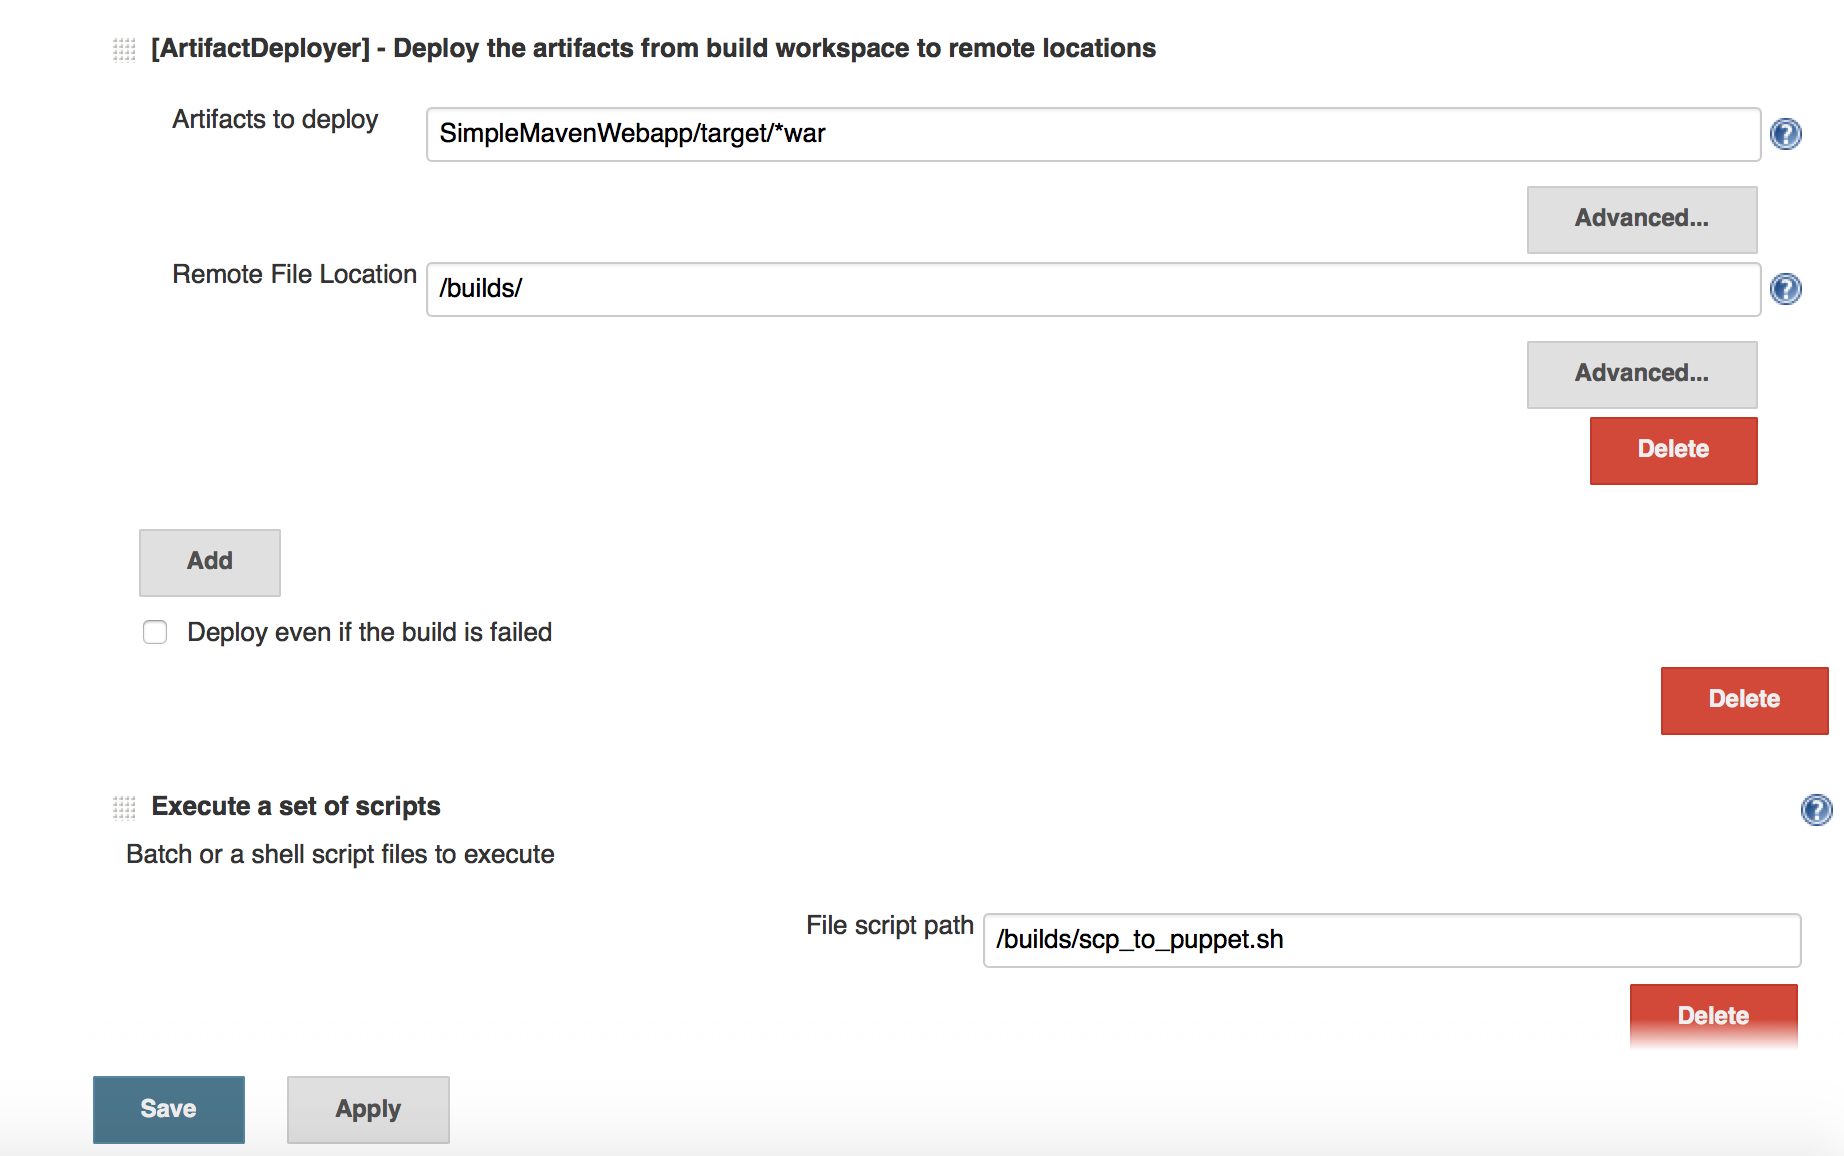 [ArtifactDeployer] - Deploy the artifacts from build workspace to remote locations
Artifacts to deploy
SimpleMavenWebapp/target/*war
Advanced...
Remote File Location
/builds/
Advanced...
Delete
Add
Deploy even if the build is failed
Delete
Execute a set of scripts
Batch or a shell script files to execute
File script path
/builds/scp_to_puppet.sh
Delete
Save
Apply